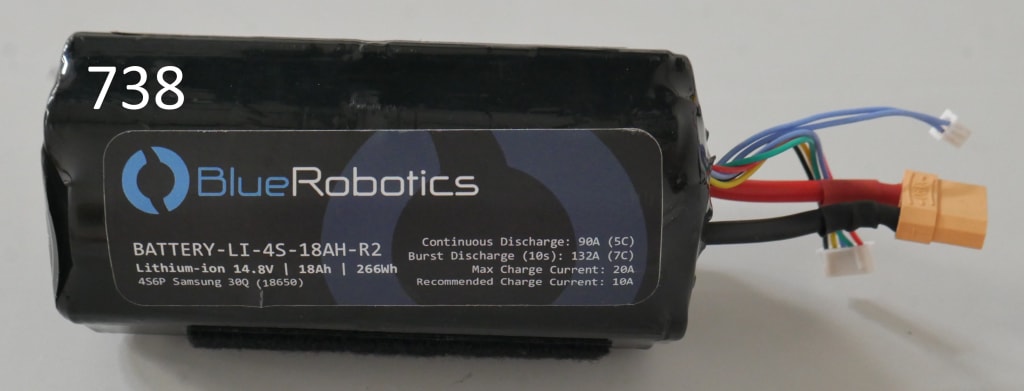 738
BlueRobotics
BATTERY-LI-4S-18AH-R2
Lithium-ion 14.8V | 18Ah | 266Wh
4S6P Samsung 30Q (18650)
Continuous Discharge: 90A (5C)
Burst Discharge (10s): 132A (7C)
Max Charge Current: 20A
Recommended Charge Current: 10A